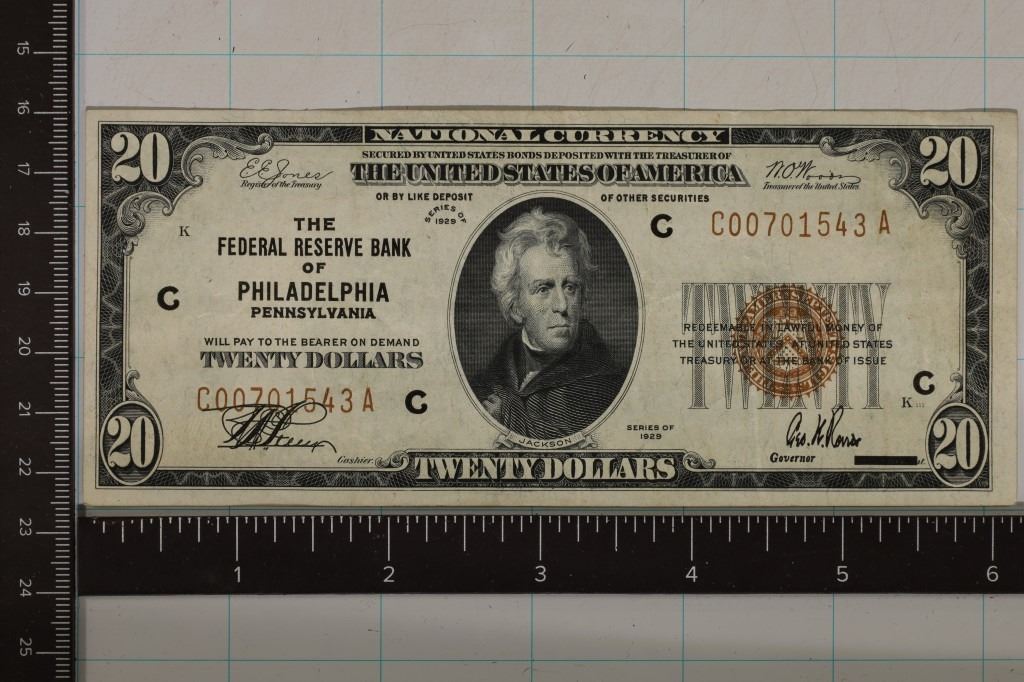 NATIONAL CURRENCY
SECURED BY UNITED STATES BONDS DEPOSITED WITH THE TREASURER OF
THE UNITED STATES OF AMERICA
OR BY LIKE DEPOSIT OF OTHER SECURITIES
20
20
E E Jones
Register of the Treasury
W.O. Woods
Treasurer of the United States
SERIES OF
1929
K
C
C00701543 A
THE
FEDERAL RESERVE BANK
OF
PHILADELPHIA
PENNSYLVANIA
C
WILL PAY TO THE BEARER ON DEMAND
TWENTY DOLLARS
C00701543 A
C
Cashier.
TWENTY
REDEEMABLE IN LAWFUL MONEY OF
THE UNITED STATES AT UNITED STATES
TREASURY OR AT THE BANK OF ISSUE
C
K
JACKSON
SERIES OF
1929
Governor
20
TWENTY DOLLARS
20
15
16
17
18
19
20
21
22
23
24
25
1 2 3 4 5 6